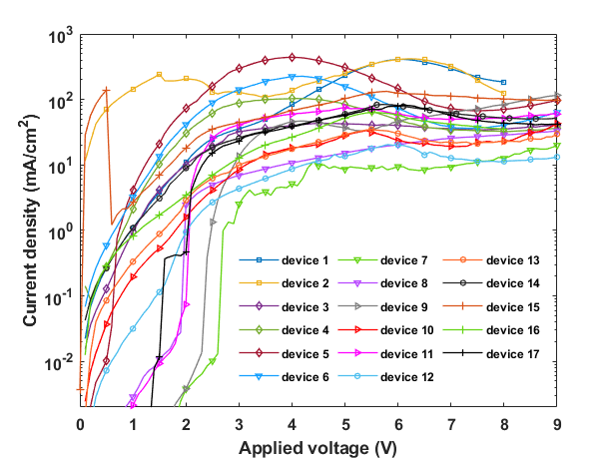 10^3
10^2
10^1
10^0
10^-1
10^-2
Current density (mA/cm^2)
device 1 device 7 device 13
device 2 device 8 device 14
device 3 device 9 device 15
device 4 device 10 device 16
device 5 device 11 device 17
device 6 device 12
0 1 2 3 4 5 6 7 8 9
Applied voltage (V)